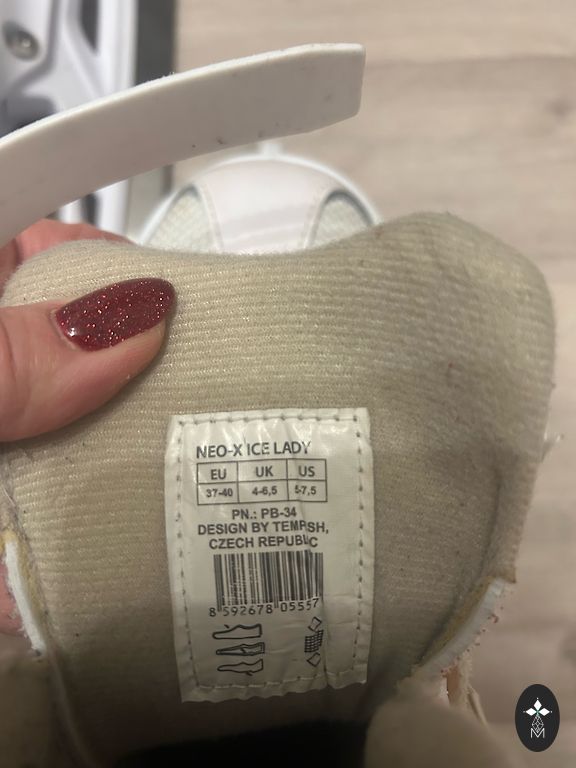 NEO-X ICE LADY
EU UK US
37-40 4-6,5 5-7,5
PN.: PB-34
DESIGN BY TEMPISH,
CZECH REPUBLIC
8 592678 05557